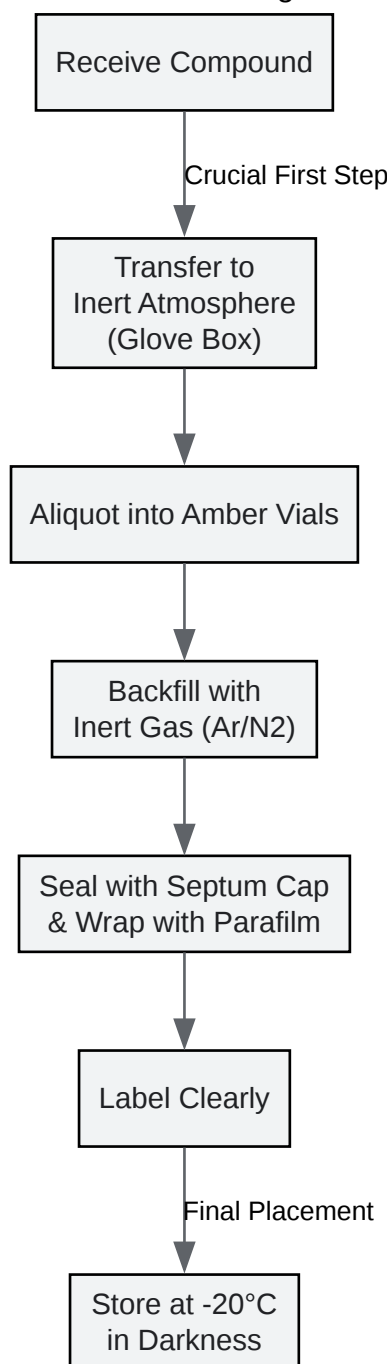 Receive Compound
Crucial First Step
Transfer to
Inert Atmosphere
(Glove Box)
Aliquot into Amber Vials
Backfill with
Inert Gas (Ar/N2)
Seal with Septum Cap
& Wrap with Parafilm
Label Clearly
Final Placement
Store at -20°C
in Darkness